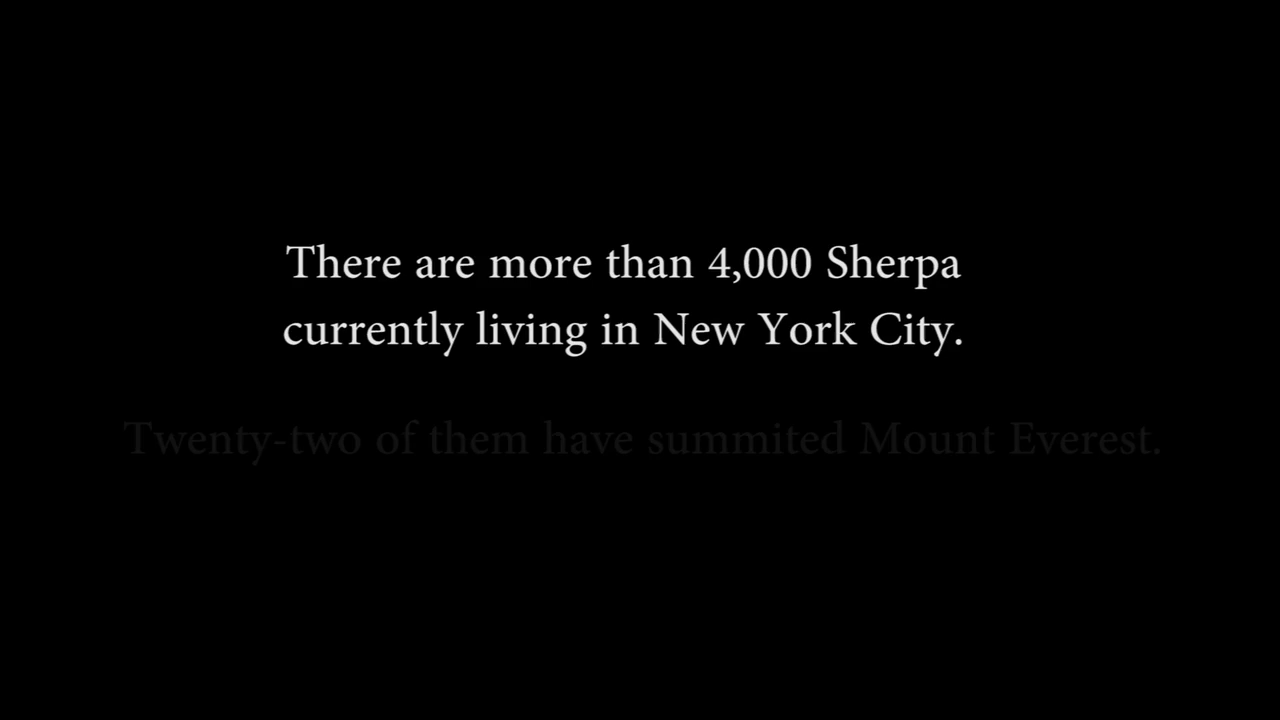 There are more than 4,000 Sherpa
currently living in New York City.
Twenty-two of them have summited Mount Everest.